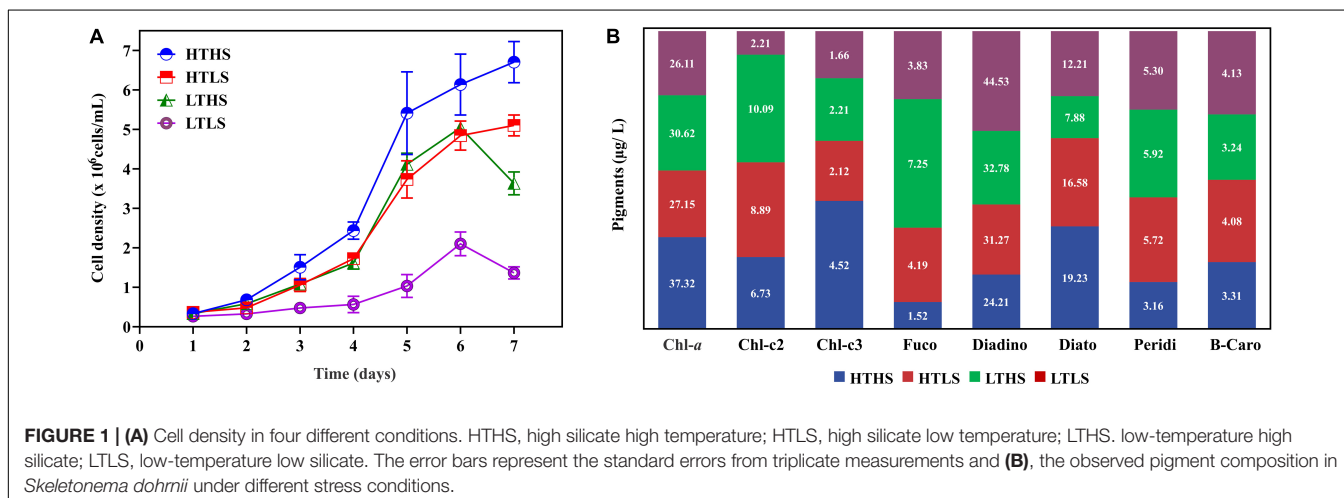 A
HTHS
HTLS
LTHS
LTLS
7
6
5
4
3
2
1
0
Cell density (x 10⁶cells/mL)
0 1 2 3 4 5 6 7
Time (days)
B
Pigments (µg/ L)
26.11 2.21 1.66 3.83 44.53 12.21 5.30 4.13
30.62 10.09 2.21 7.25 32.78 7.88 5.92 3.24
27.15 8.89 2.12 4.19 31.27 16.58 5.72 4.08
37.32 6.73 4.52 1.52 24.21 19.23 3.16 3.31
Chl-a Chl-c2 Chl-c3 Fuco Diadino Diato Peridi B-Caro
HTHS HTLS LTHS LTLS
FIGURE 1 | (A) Cell density in four different conditions. HTHS, high silicate high temperature; HTLS, high silicate low temperature; LTHS. low-temperature high
silicate; LTLS, low-temperature low silicate. The error bars represent the standard errors from triplicate measurements and (B), the observed pigment composition in
Skeletonema dohrnii under different stress conditions.